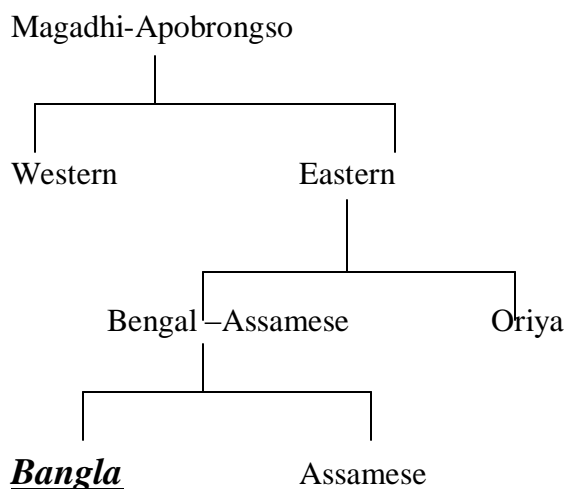 Magadhi-Apobrongso
Western Eastern
Bengal –Assamese Oriya
Bangla Assamese